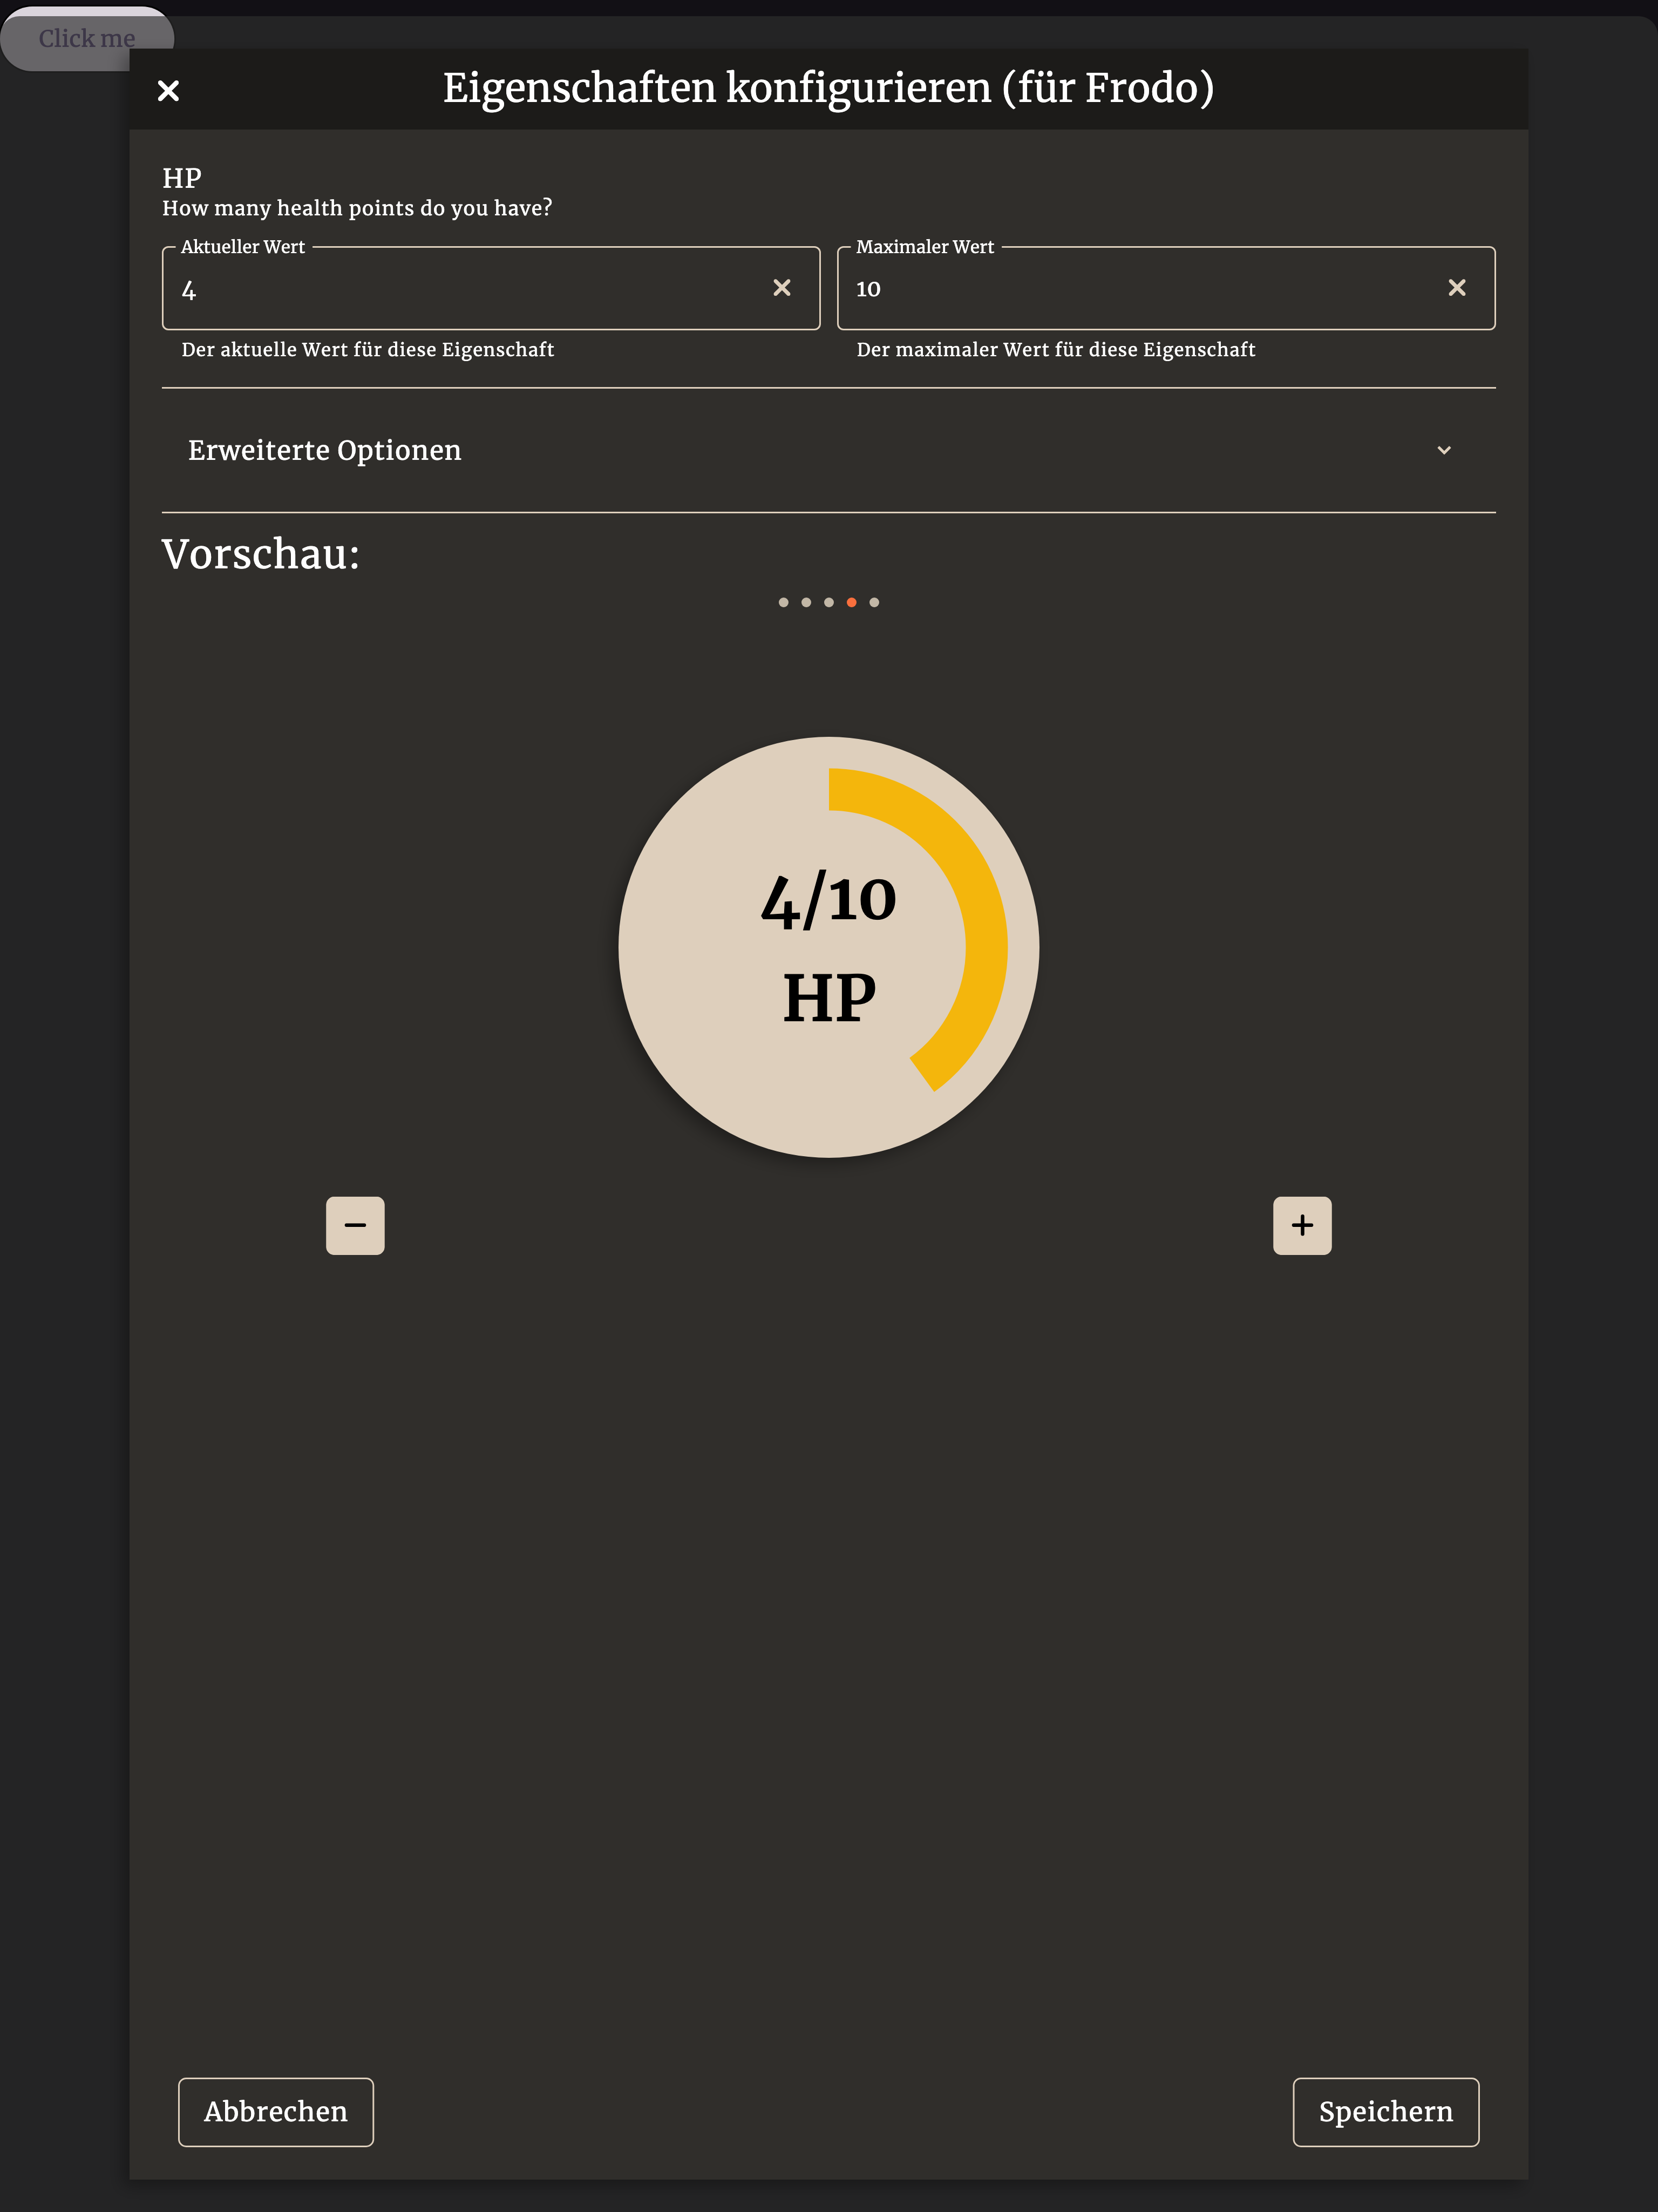 Click me
Eigenschaften konfigurieren (für Frodo)
HP
How many health points do you have?
Aktueller Wert
4
Der aktuelle Wert für diese Eigenschaft
Maximaler Wert
10
Der maximaler Wert für diese Eigenschaft
Erweiterte Optionen
Vorschau:
4/10
HP
Abbrechen
Speichern